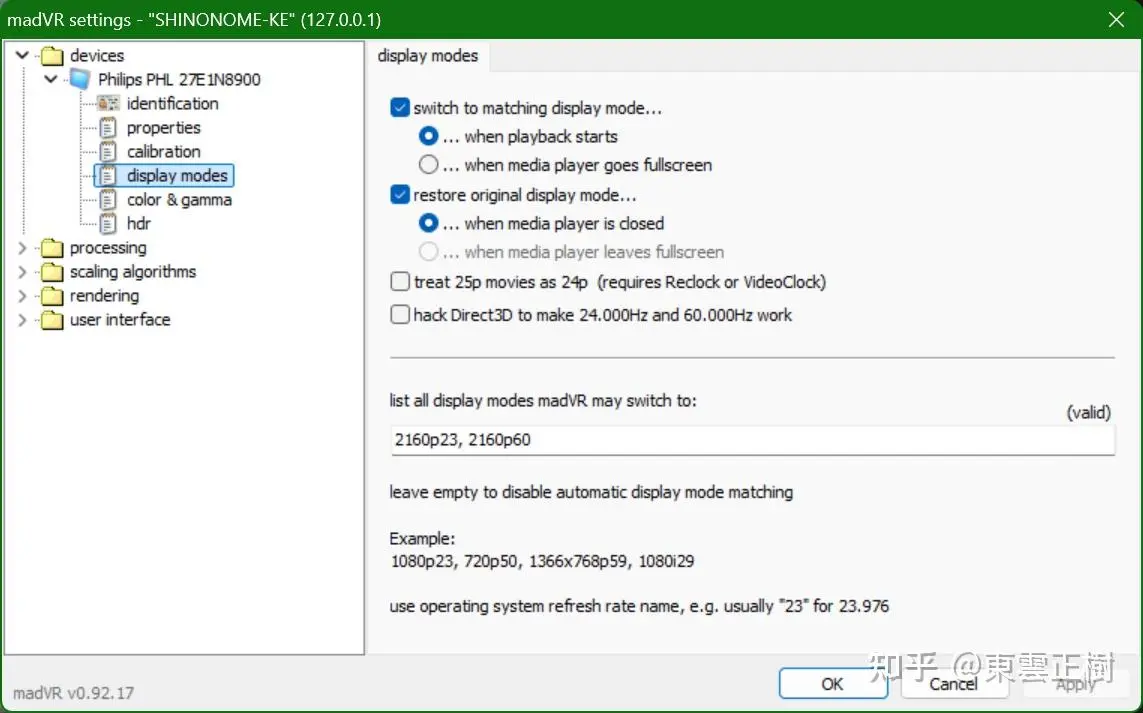 madVR settings - "SHINONOME-KE" (127.0.0.1)
devices
Philips PHL 27E1N8900
identification
properties
calibration
display modes
color & gamma
hdr
processing
scaling algorithms
rendering
user interface
display modes
switch to matching display mode...
... when playback starts
... when media player goes fullscreen
restore original display mode...
... when media player is closed
... when media player leaves fullscreen
treat 25p movies as 24p (requires Reclock or VideoClock)
hack Direct3D to make 24.000Hz and 60.000Hz work
list all display modes madVR may switch to:
(valid)
2160p23, 2160p60
leave empty to disable automatic display mode matching
Example:
1080p23, 720p50, 1366x768p59, 1080i29
use operating system refresh rate name, e.g. usually "23" for 23.976
madVR v0.92.17
OK
Cancel
Apply
知乎 @東雲正樹